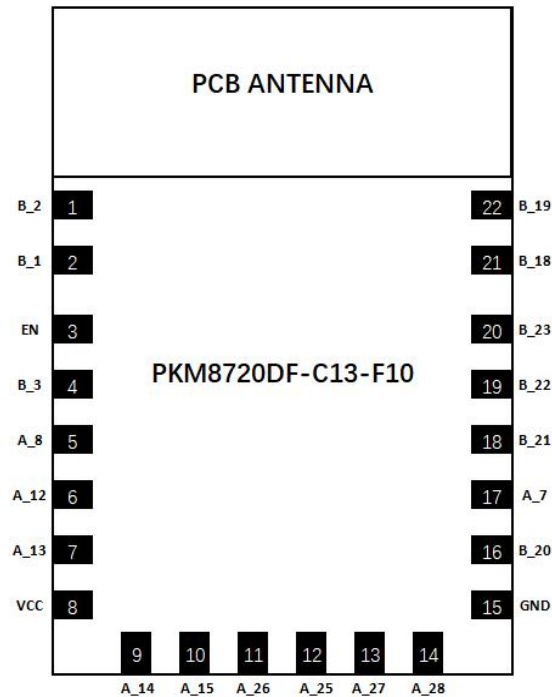 PCB ANTENNA
B_2 1 22 B_19
B_1 2 21 B_18
EN 3 20 B_23
PKM8720DF-C13-F10
B_3 4 19 B_22
A_8 5 18 B_21
A_12 6 17 A_7
A_13 7 16 B_20
VCC 8 15 GND
9 10 11 12 13 14
A_14 A_15 A_26 A_25 A_27 A_28